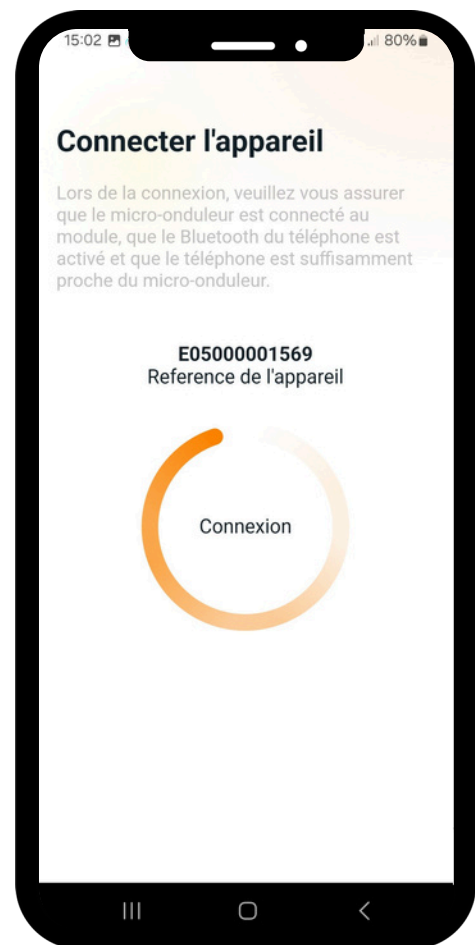 15:02
80%
Connecter l'appareil
Lors de la connexion, veuillez vous assurer
que le micro-onduleur est connecté au
module, que le Bluetooth du téléphone est
activé et que le téléphone est suffisamment
proche du micro-onduleur.
E05000001569
Reference de l'appareil
Connexion